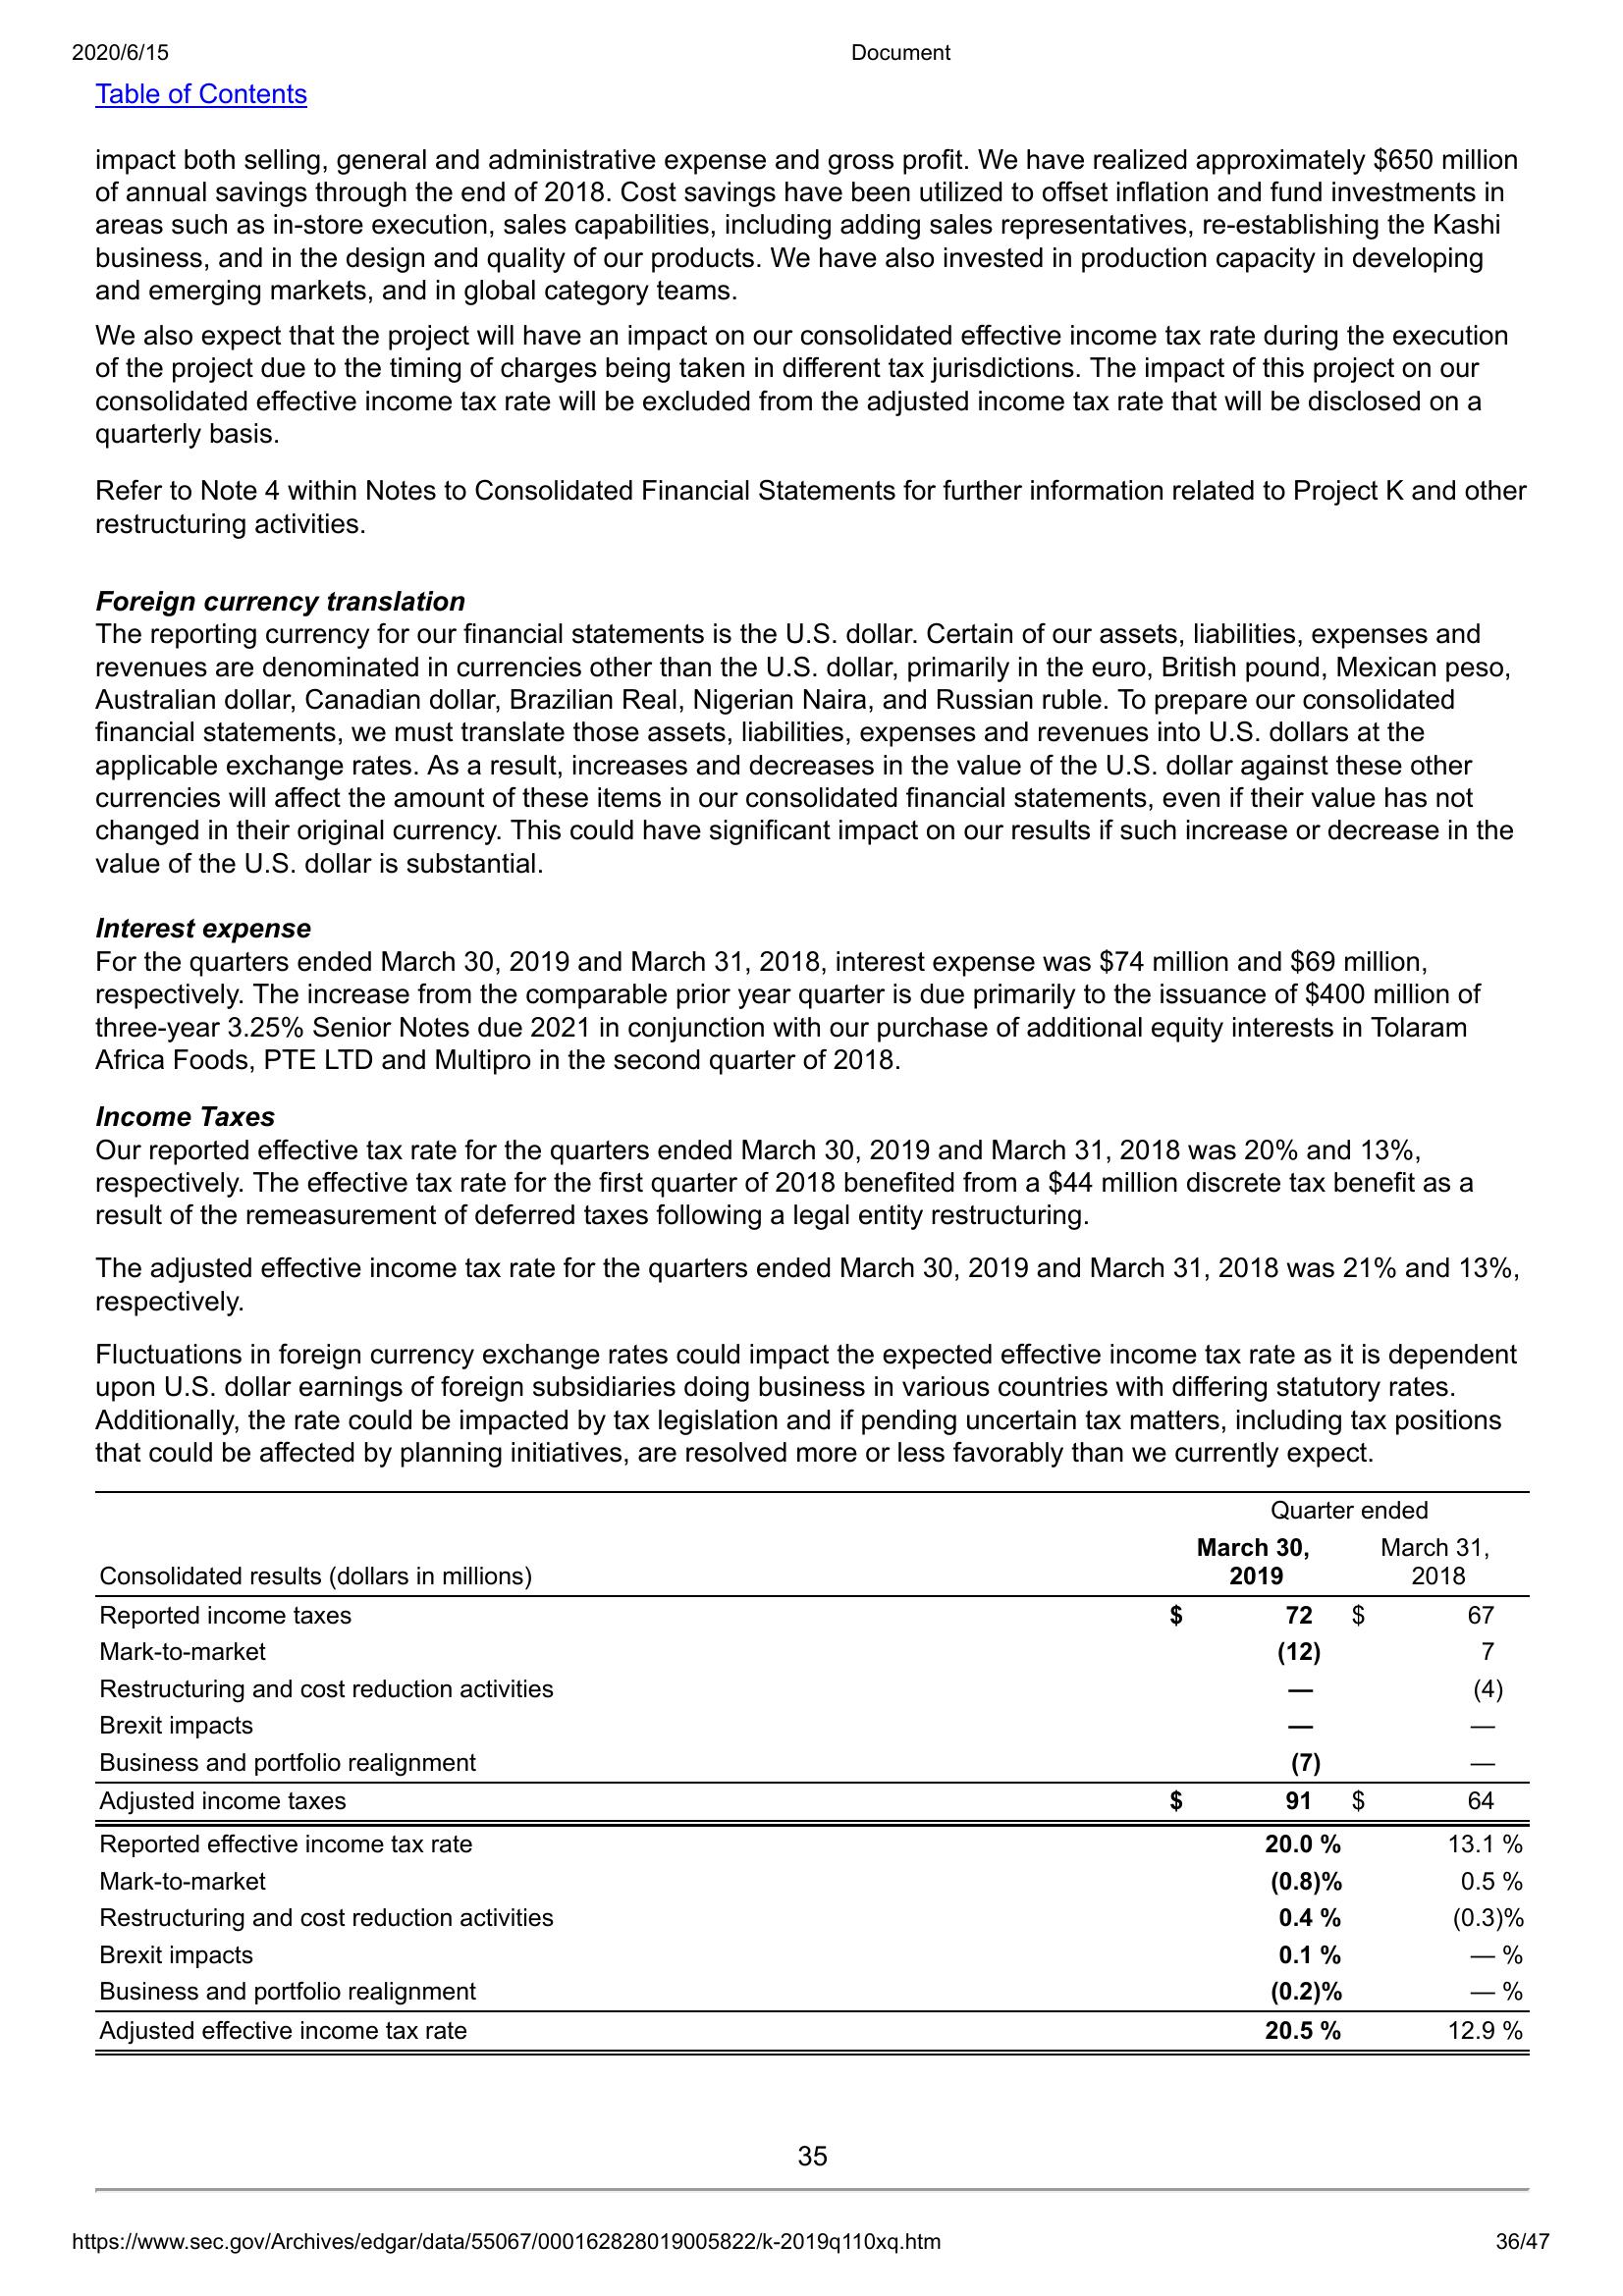 2020/6/15 Document
Table of Contents
impact both selling, general and administrative expense and gross profit. We have realized approximately $650 million
of annual savings through the end of 2018. Cost savings have been utilized to offset inflation and fund investments in
areas such as in-store execution, sales capabilities, including adding sales representatives, re-establishing the Kashi
business, and in the design and quality of our products. We have also invested in production capacity in developing
and emerging markets, and in global category teams.
We also expect that the project will have an impact on our consolidated effective income tax rate during the execution
of the project due to the timing of charges being taken in different tax jurisdictions. The impact of this project on our
consolidated effective income tax rate will be excluded from the adjusted income tax rate that will be disclosed on a
quarterly basis.
Refer to Note 4 within Notes to Consolidated Financial Statements for further information related to Project K and other
restructuring activities.
Foreign currency translation
The reporting currency for our financial statements is the U.S. dollar. Certain of our assets, liabilities, expenses and
revenues are denominated in currencies other than the U.S. dollar, primarily in the euro, British pound, Mexican peso,
Australian dollar, Canadian dollar, Brazilian Real, Nigerian Naira, and Russian ruble. To prepare our consolidated
financial statements, we must translate those assets, liabilities, expenses and revenues into U.S. dollars at the
applicable exchange rates. As a result, increases and decreases in the value of the U.S. dollar against these other
currencies will affect the amount of these items in our consolidated financial statements, even if their value has not
changed in their original currency. This could have significant impact on our results if such increase or decrease in the
value of the U.S. dollar is substantial.
Interest expense
For the quarters ended March 30, 2019 and March 31, 2018, interest expense was $74 million and $69 million,
respectively. The increase from the comparable prior year quarter is due primarily to the issuance of $400 million of
three-year 3.25% Senior Notes due 2021 in conjunction with our purchase of additional equity interests in Tolaram
Africa Foods, PTE LTD and Multipro in the second quarter of 2018.
Income Taxes
Our reported effective tax rate for the quarters ended March 30, 2019 and March 31, 2018 was 20% and 13%,
respectively. The effective tax rate for the first quarter of 2018 benefited from a $44 million discrete tax benefit as a
result of the remeasurement of deferred taxes following a legal entity restructuring.
The adjusted effective income tax rate for the quarters ended March 30, 2019 and March 31, 2018 was 21% and 13%,
respectively.
Fluctuations in foreign currency exchange rates could impact the expected effective income tax rate as it is dependent
upon U.S. dollar earnings of foreign subsidiaries doing business in various countries with differing statutory rates.
Additionally, the rate could be impacted by tax legislation and if pending uncertain tax matters, including tax positions
that could be affected by planning initiatives, are resolved more or less favorably than we currently expect.
Quarter ended
March 30, March 31,
Consolidated results (dollars in millions) 2019 2018
Reported income taxes $ 72 $ 67
Mark-to-market (12) 7
Restructuring and cost reduction activities — (4)
Brexit impacts — —
Business and portfolio realignment (7) —
Adjusted income taxes $ 91 $ 64
Reported effective income tax rate 20.0 % 13.1 %
Mark-to-market (0.8)% 0.5 %
Restructuring and cost reduction activities 0.4 % (0.3)%
Brexit impacts 0.1 % — %
Business and portfolio realignment (0.2)% — %
Adjusted effective income tax rate 20.5 % 12.9 %
35
https://www.sec.gov/Archives/edgar/data/55067/000162828019005822/k-2019q110xq.htm 36/47